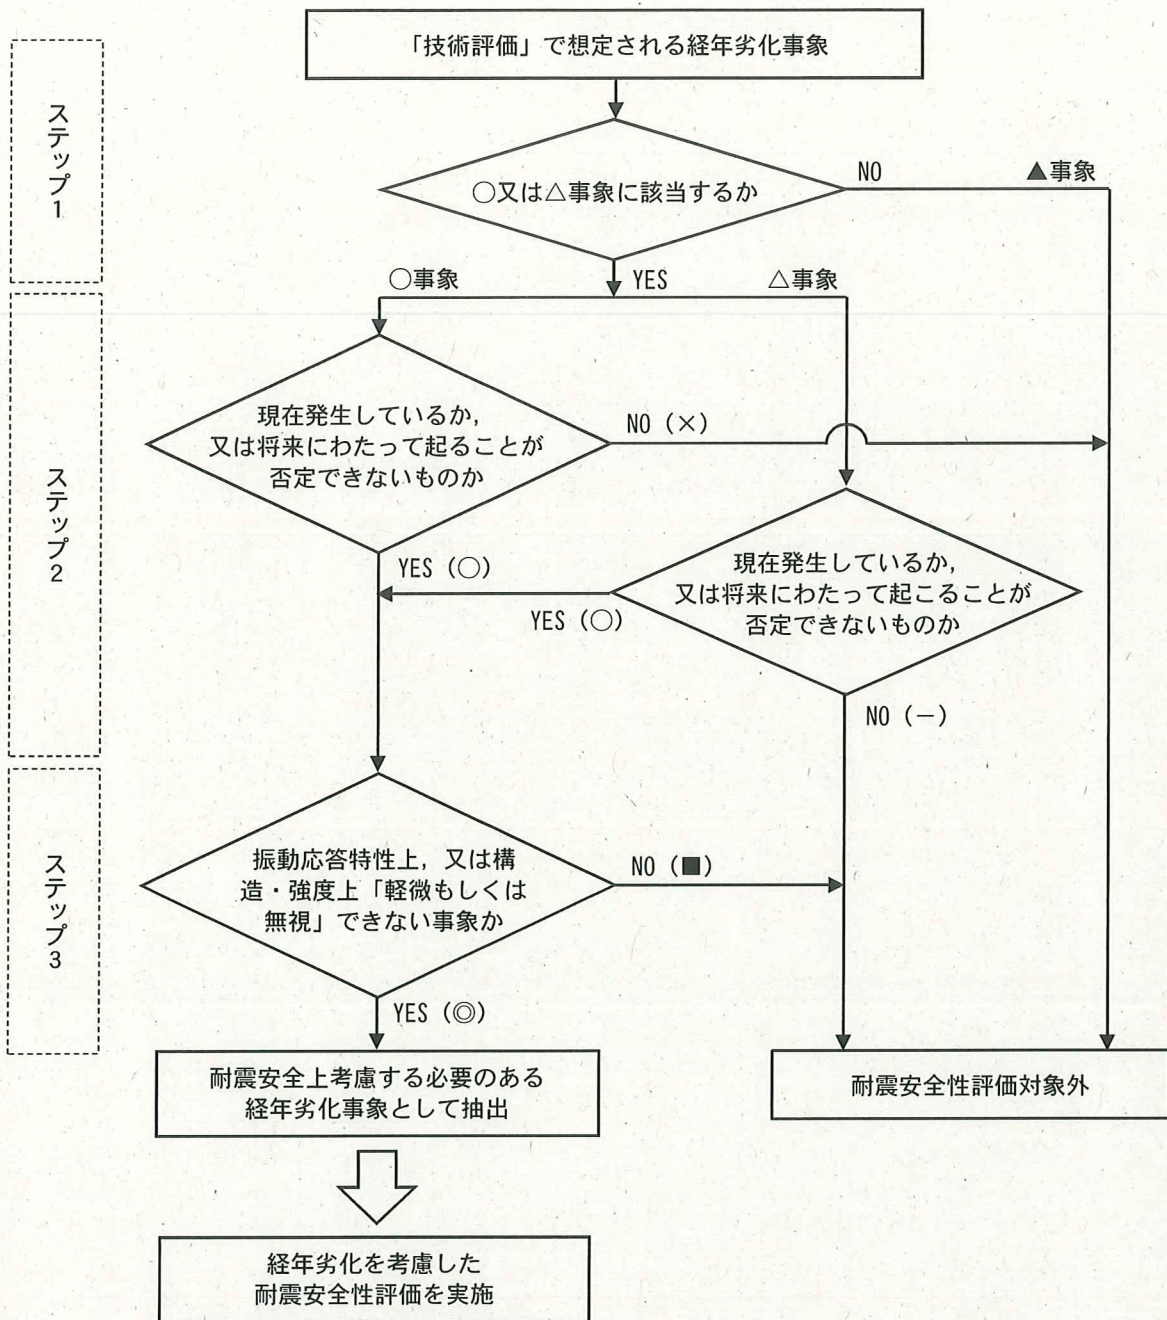 「技術評価」で想定される経年劣化事象
ステップ1
○又は△事象に該当するか
NO
▲事象
○事象
YES
△事象
ステップ2
現在発生しているか,
又は将来にわたって起ることが
否定できないものか
NO（×）
現在発生しているか,
又は将来にわたって起こることが
否定できないものか
YES（○）
YES（○）
NO（－）
ステップ3
振動応答特性上，又は構
造・強度上「軽微もしくは
無視」できない事象か
NO（■）
YES（◎）
耐震安全上考慮する必要のある
経年劣化事象として抽出
耐震安全性評価対象外
経年劣化を考慮した
耐震安全性評価を実施